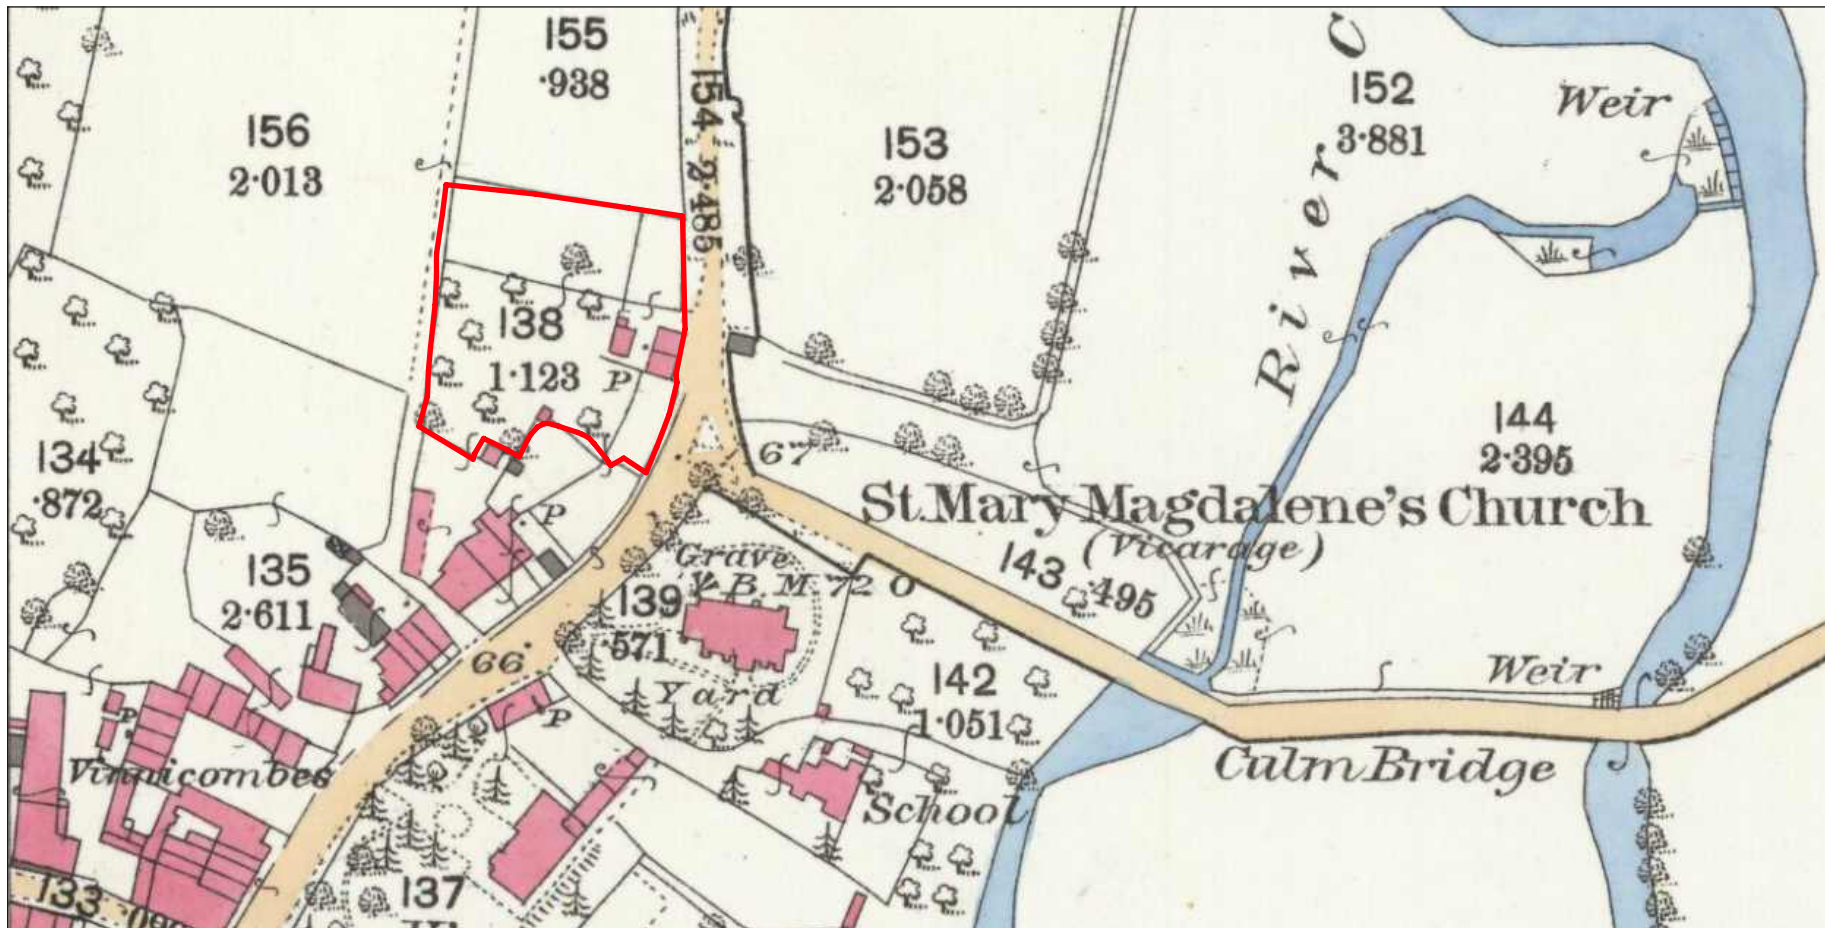 155
·938
154
2·485
156
2·013
153
2·058
River C
152
3·881
Weir
138
1·123
P
134
·872
67
144
2·395
St. Mary Magdalene's Church
(Vicarage)
P
143
·495
135
2·611
Grave
B.M. 72·0
139
·571
Yard
66
142
1·051
Weir
P
P
Vinnicombes
Culm Bridge
School
133
137